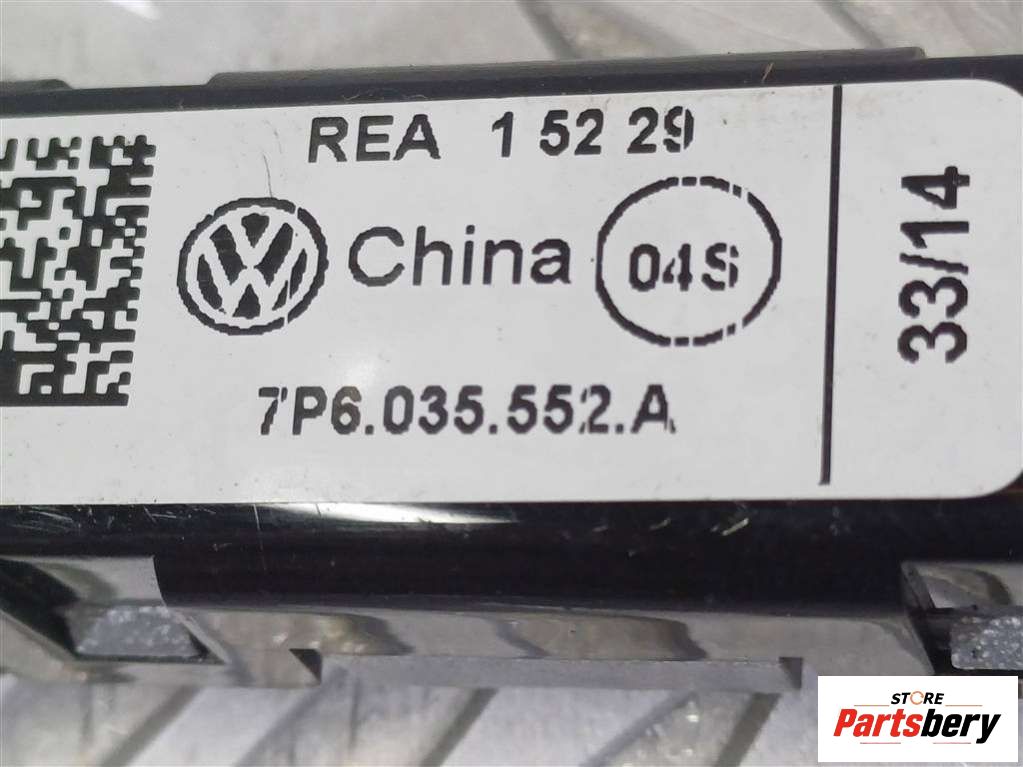 REA 1 52 29
China 04S
7P6.035.552.A
33/14
STORE
Partsbery